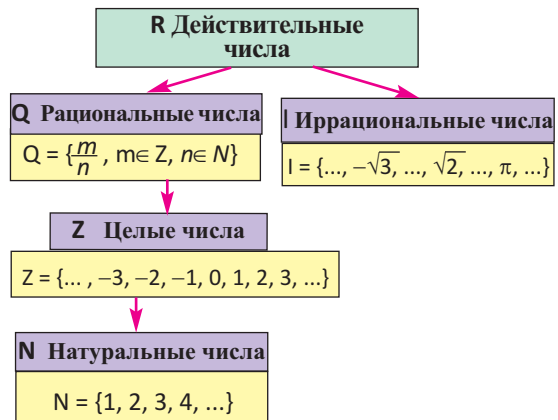 R Действительные
числа
Q Рациональные числа
Q = {m/n , m∈ Z, n∈ N}
I Иррациональные числа
I = {..., −√3, ..., √2, ..., π, ...}
Z Целые числа
Z = {... , −3, −2, −1, 0, 1, 2, 3, ...}
N Натуральные числа
N = {1, 2, 3, 4, ...}